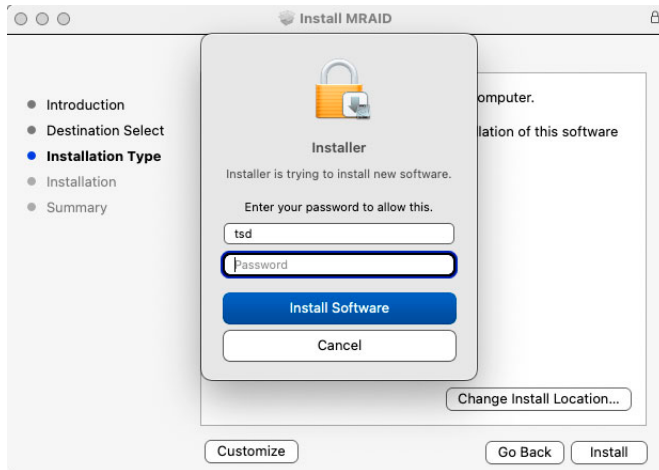 Install MRAID
Introduction
Destination Select
Installation Type
Installation
Summary
omputer.
lation of this software
Installer
Installer is trying to install new software.
Enter your password to allow this.
tsd
Password
Install Software
Cancel
Change Install Location...
Customize
Go Back
Install